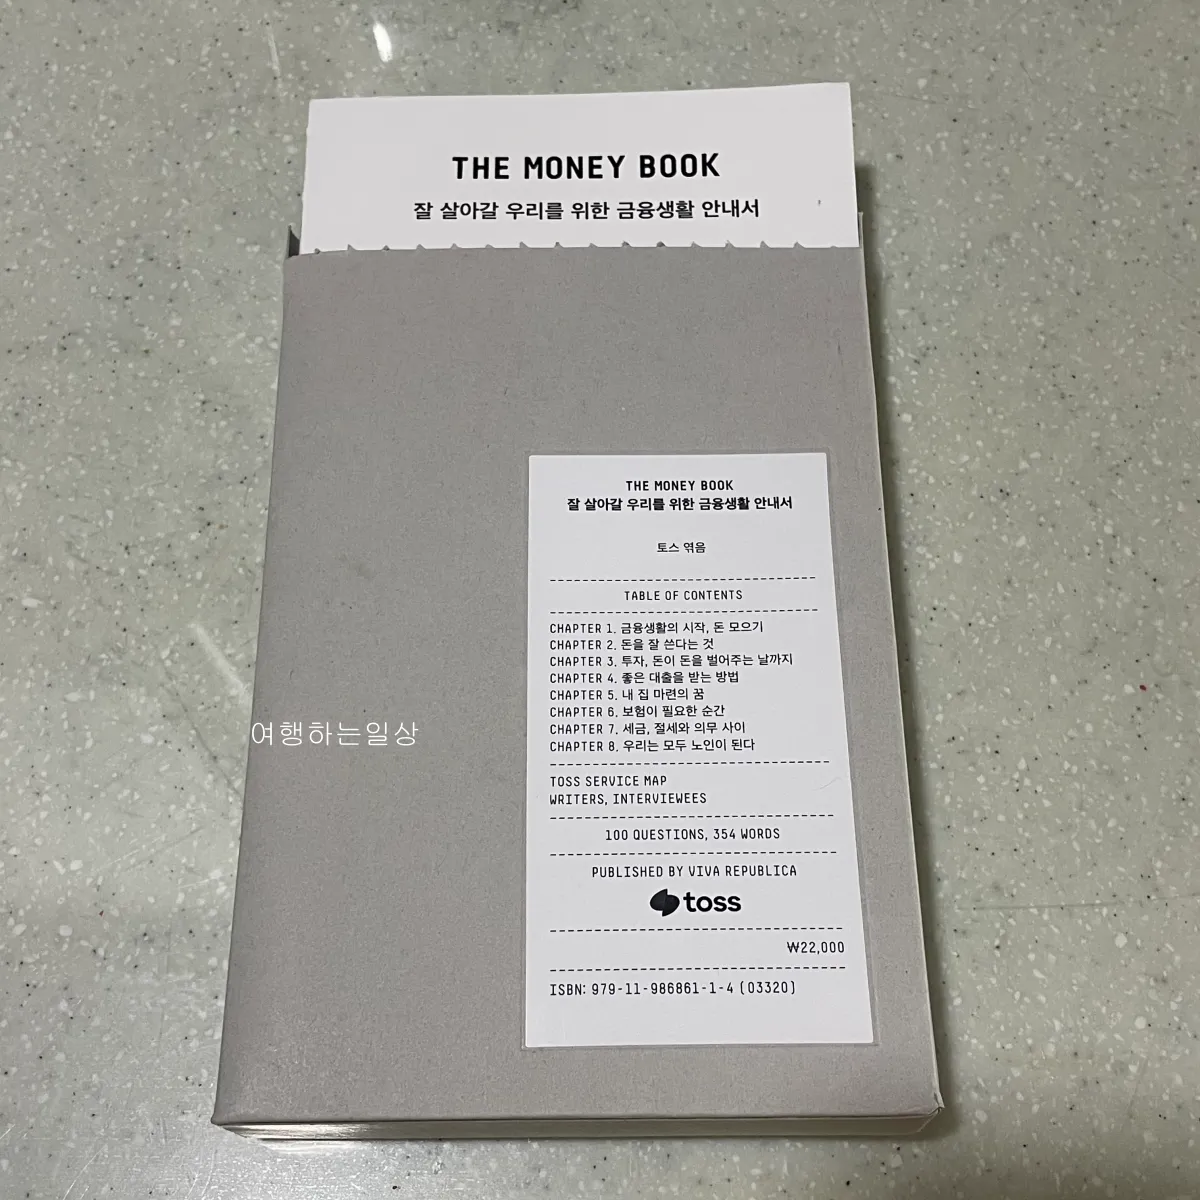 THE MONEY BOOK
잘 살아갈 우리를 위한 금융생활 안내서
THE MONEY BOOK
잘 살아갈 우리를 위한 금융생활 안내서
토스 엮음
TABLE OF CONTENTS
CHAPTER 1. 금융생활의 시작, 돈 모으기
CHAPTER 2. 돈을 잘 쓴다는 것
CHAPTER 3. 투자, 돈이 돈을 벌어주는 날까지
CHAPTER 4. 좋은 대출을 받는 방법
CHAPTER 5. 내 집 마련의 꿈
CHAPTER 6. 보험이 필요한 순간
CHAPTER 7. 세금, 절세와 의무 사이
CHAPTER 8. 우리는 모두 노인이 된다
여행하는일상
TOSS SERVICE MAP
WRITERS, INTERVIEWEES
100 QUESTIONS, 354 WORDS
PUBLISHED BY VIVA REPUBLICA
toss
₩22,000
ISBN: 979-11-986861-1-4 (03320)